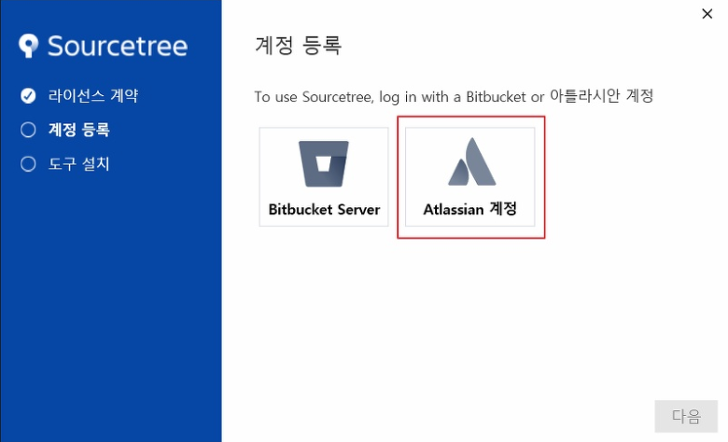 Sourcetree
라이선스 계약
계정 등록
도구 설치
계정 등록
To use Sourcetree, log in with a Bitbucket or 아틀라시안 계정
Bitbucket Server
Atlassian 계정
다음